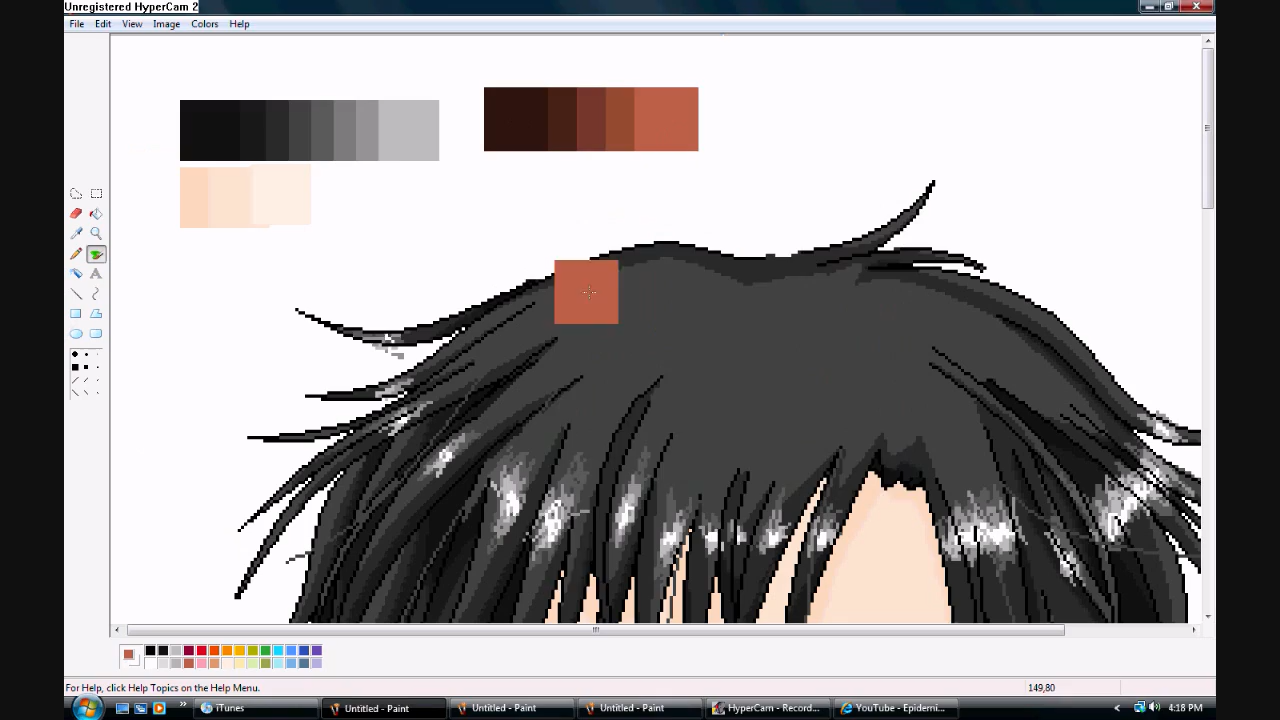 Unregistered HyperCam 2
File Edit View Image Colors Help
For Help, click Help Topics on the Help Menu.
149,80
iTunes
Untitled - Paint
Untitled - Paint
Untitled - Paint
HyperCam - Record...
YouTube - Epidemi...
4:18 PM